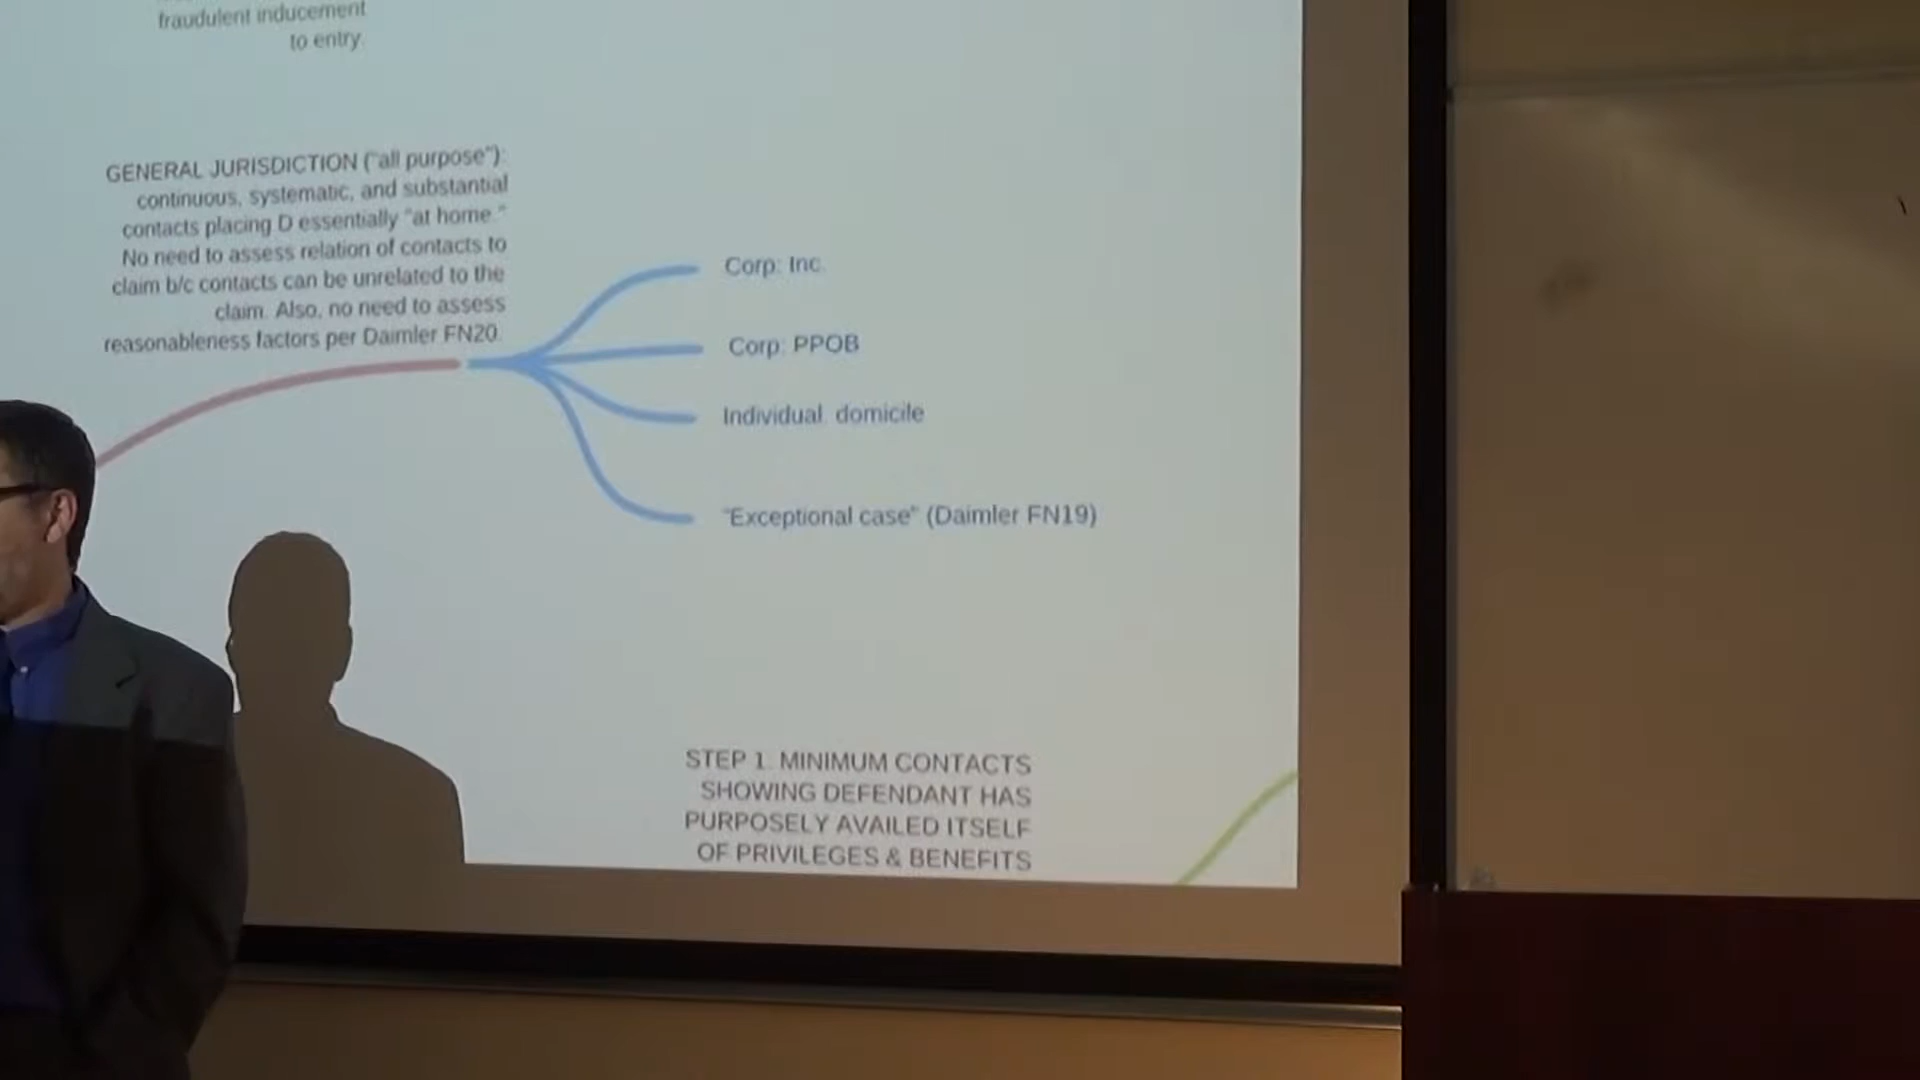 fraudulent inducement
to entry.
GENERAL JURISDICTION ("all purpose"):
continuous, systematic, and substantial
contacts placing D essentially "at home."
No need to assess relation of contacts to
claim b/c contacts can be unrelated to the
claim. Also, no need to assess
reasonableness factors per Daimler FN20.
Corp: Inc.
Corp: PPOB
Individual: domicile
"Exceptional case" (Daimler FN19)
STEP 1: MINIMUM CONTACTS
SHOWING DEFENDANT HAS
PURPOSELY AVAILED ITSELF
OF PRIVILEGES & BENEFITS